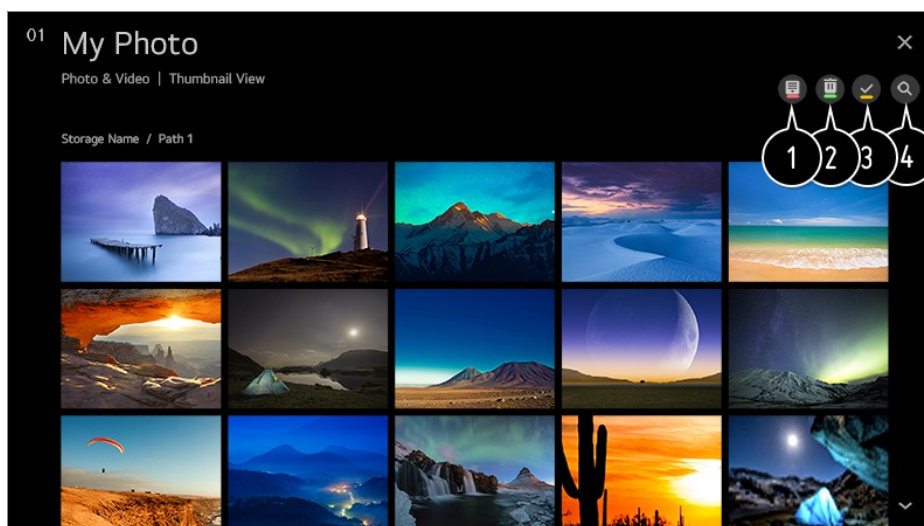 01 My Photo
Photo & Video | Thumbnail View
1 2 3 4
Storage Name / Path 1